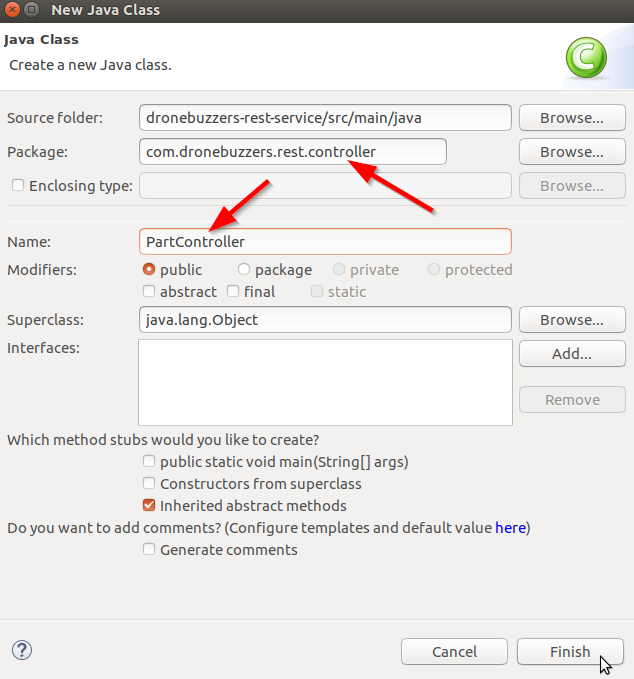 New Java Class
Java Class
Create a new Java class.
Source folder: dronebuzzers-rest-service/src/main/java Browse...
Package: com.dronebuzzers.rest.controller Browse...
Enclosing type: Browse...
Name: PartController
Modifiers: public package private protected
abstract final static
Superclass: java.lang.Object Browse...
Interfaces: Add...
Remove
Which method stubs would you like to create?
public static void main(String[] args)
Constructors from superclass
Inherited abstract methods
Do you want to add comments? (Configure templates and default value here)
Generate comments
? Cancel Finish